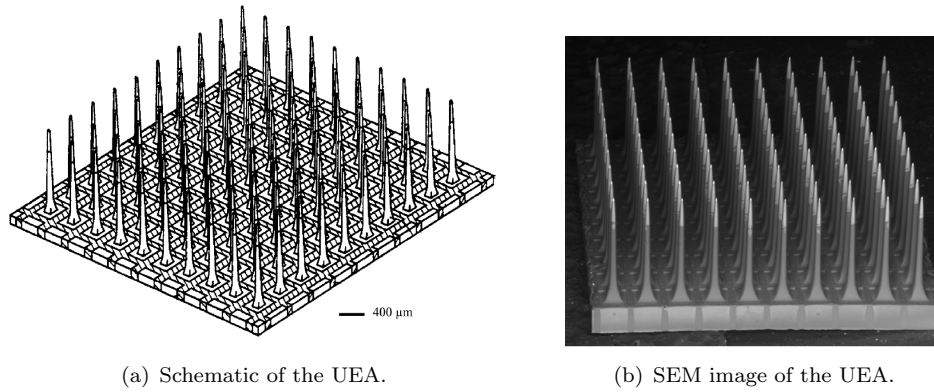 400 µm
(a) Schematic of the UEA.
(b) SEM image of the UEA.